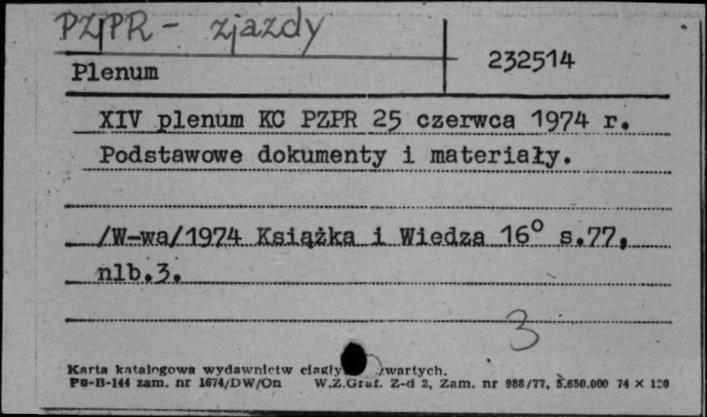 PZPR - zjazdy
Plenum
232514
XIV plenum KC PZPR 25 czerwca 1974 r.
Podstawowe dokumenty i materiały.
/W-wa/1974 Książka i Wiedza 16° s.77,
nlb.3.
3
Karta katalogowa wydawnictw ciągły wartych.
Pu-B-144 zam. nr 1674/DW/On W.Z.Graf. Z-d 2, Zam. nr 988/77, 5.650.000 74 X 120